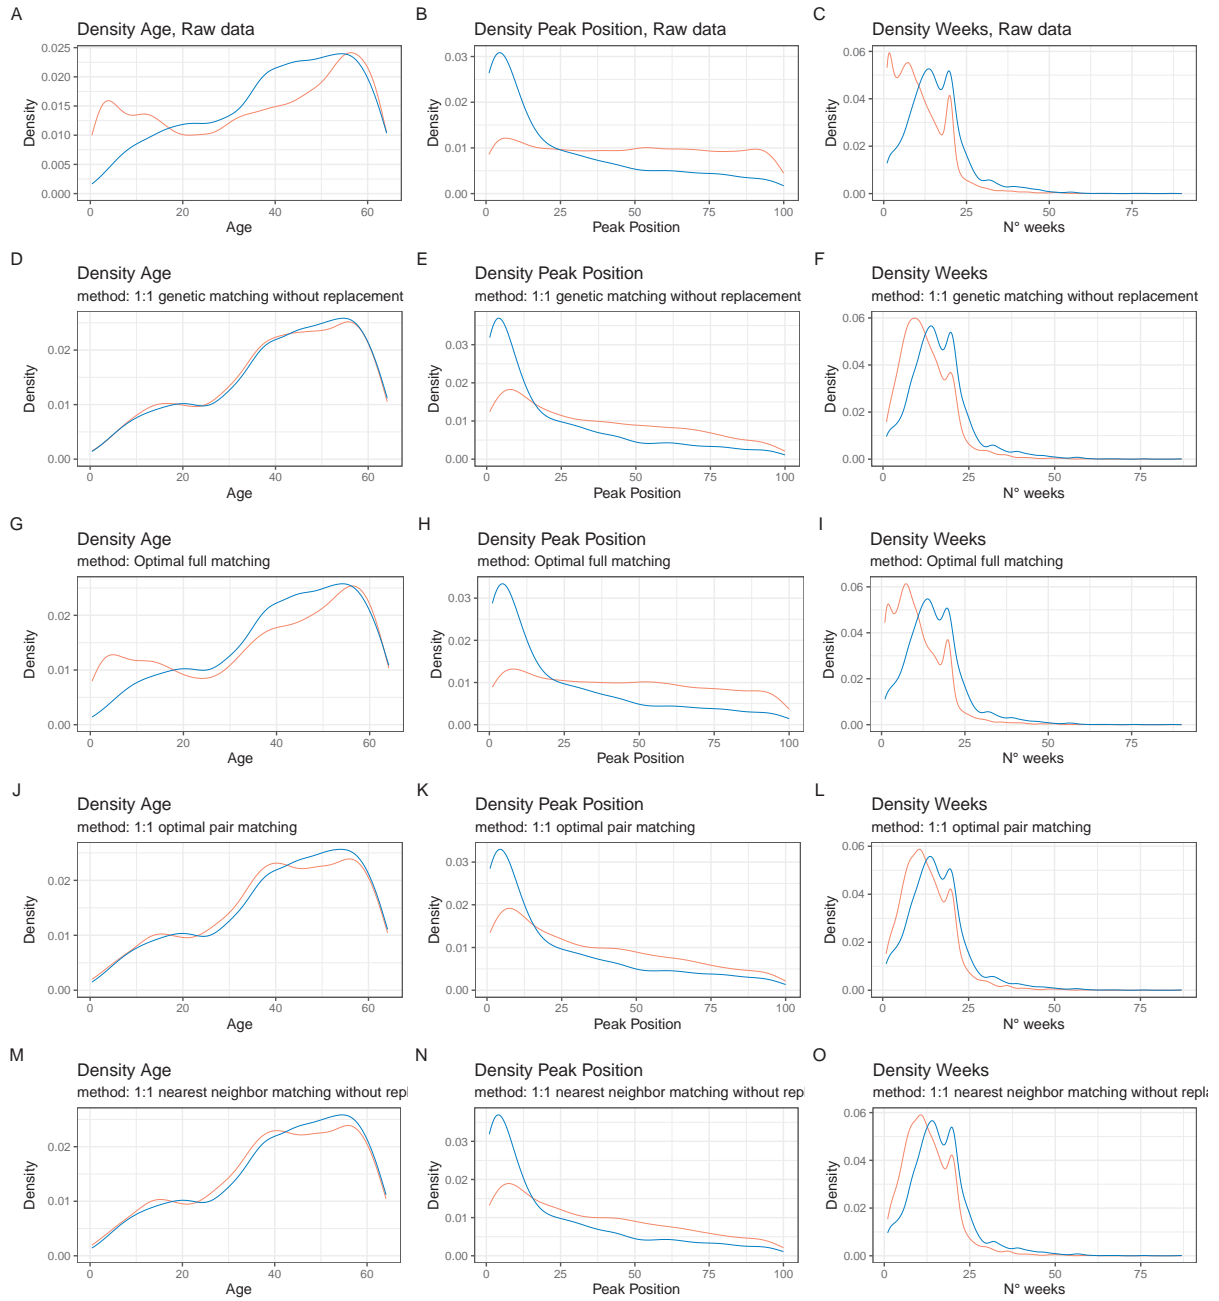 A
Density Age, Raw data
0.025
0.020
0.015
0.010
0.005
0.000
Density
0
20
40
60
Age
B
Density Peak Position, Raw data
0.03
0.02
0.01
0.00
Density
0
25
50
75
100
Peak Position
C
Density Weeks, Raw data
0.06
0.04
0.02
0.00
Density
0
25
50
75
N° weeks
D
Density Age
method: 1:1 genetic matching without replacement
0.02
0.01
0.00
Density
0
20
40
60
Age
E
Density Peak Position
method: 1:1 genetic matching without replacement
0.03
0.02
0.01
0.00
Density
0
25
50
75
100
Peak Position
F
Density Weeks
method: 1:1 genetic matching without replacement
0.06
0.04
0.02
0.00
Density
0
25
50
75
N° weeks
G
Density Age
method: Optimal full matching
0.02
0.01
0.00
Density
0
20
40
60
Age
H
Density Peak Position
method: Optimal full matching
0.03
0.02
0.01
0.00
Density
0
25
50
75
100
Peak Position
I
Density Weeks
method: Optimal full matching
0.06
0.04
0.02
0.00
Density
0
25
50
75
N° weeks
J
Density Age
method: 1:1 optimal pair matching
0.02
0.01
0.00
Density
0
20
40
60
Age
K
Density Peak Position
method: 1:1 optimal pair matching
0.03
0.02
0.01
0.00
Density
0
25
50
75
100
Peak Position
L
Density Weeks
method: 1:1 optimal pair matching
0.06
0.04
0.02
0.00
Density
0
25
50
75
N° weeks
M
Density Age
method: 1:1 nearest neighbor matching without repl
0.02
0.01
0.00
Density
0
20
40
60
Age
N
Density Peak Position
method: 1:1 nearest neighbor matching without repl
0.03
0.02
0.01
0.00
Density
0
25
50
75
100
Peak Position
O
Density Weeks
method: 1:1 nearest neighbor matching without repla
0.06
0.04
0.02
0.00
Density
0
25
50
75
N° weeks